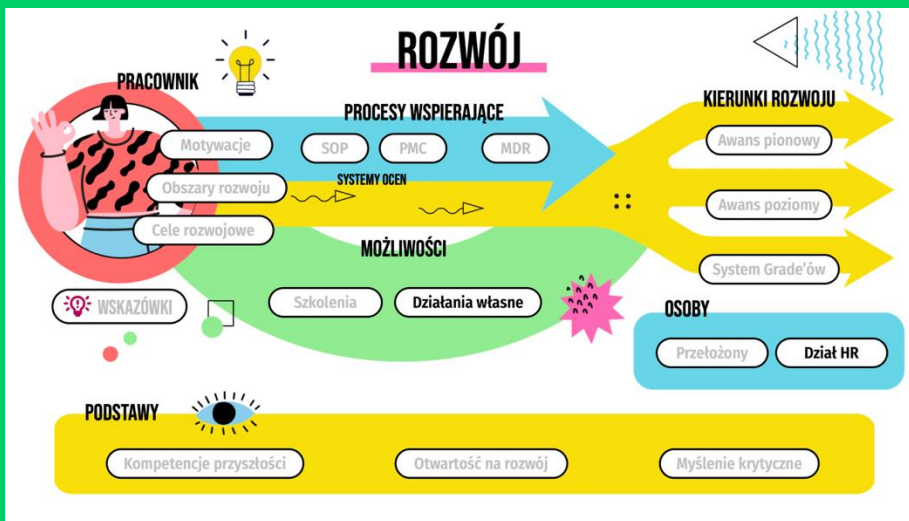 ROZWÓJ
PRACOWNIK
Motywacje
Obszary rozwoju
Cele rozwojowe
WSKAZÓWKI
PROCESY WSPIERAJĄCE
SOP
PMC
MDR
SYSTEMY OCEN
MOŻLIWOŚCI
Szkolenia
Działania własne
KIERUNKI ROZWOJU
Awans pionowy
Awans poziomy
System Grade'ów
OSOBY
Przełożony
Dział HR
PODSTAWY
Kompetencje przyszłości
Otwartość na rozwój
Myślenie krytyczne